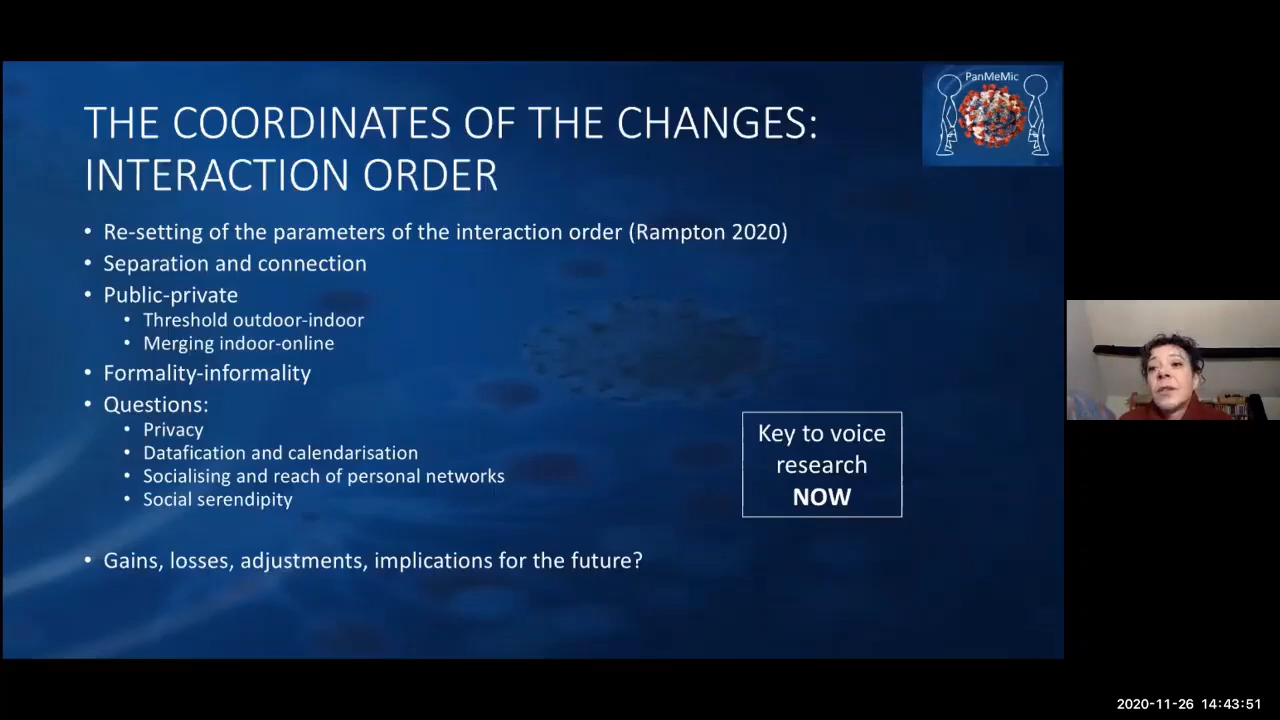 PanMeMic
THE COORDINATES OF THE CHANGES:
INTERACTION ORDER
• Re-setting of the parameters of the interaction order (Rampton 2020)
• Separation and connection
• Public-private
• Threshold outdoor-indoor
• Merging indoor-online
• Formality-informality
• Questions:
• Privacy
• Datafication and calendarisation
• Socialising and reach of personal networks
• Social serendipity
Key to voice
research
NOW
• Gains, losses, adjustments, implications for the future?
2020-11-26 14:43:51